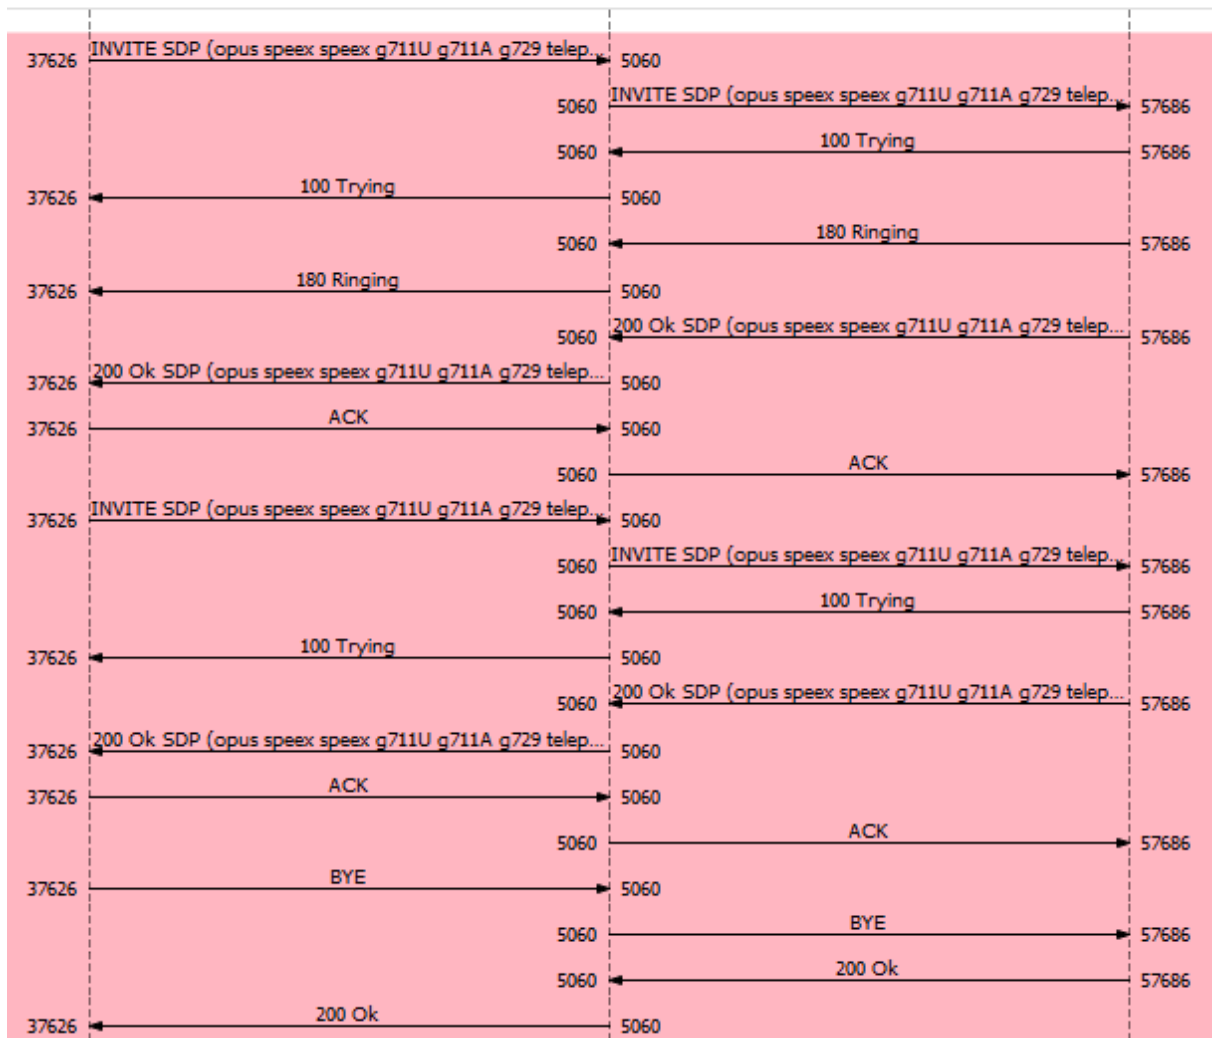 INVITE SDP (opus speex speex g711U g711A g729 telep...
37626 5060
INVITE SDP (opus speex speex g711U g711A g729 telep...
5060 57686
100 Trying
5060 57686
100 Trying
37626 5060
180 Ringing
5060 57686
180 Ringing
37626 5060
200 Ok SDP (opus speex speex g711U g711A g729 telep...
5060 57686
200 Ok SDP (opus speex speex g711U g711A g729 telep...
37626 5060
ACK
37626 5060
ACK
5060 57686
INVITE SDP (opus speex speex g711U g711A g729 telep...
37626 5060
INVITE SDP (opus speex speex g711U g711A g729 telep...
5060 57686
100 Trying
5060 57686
100 Trying
37626 5060
200 Ok SDP (opus speex speex g711U g711A g729 telep...
5060 57686
200 Ok SDP (opus speex speex g711U g711A g729 telep...
37626 5060
ACK
37626 5060
ACK
5060 57686
BYE
37626 5060
BYE
5060 57686
200 Ok
5060 57686
200 Ok
37626 5060